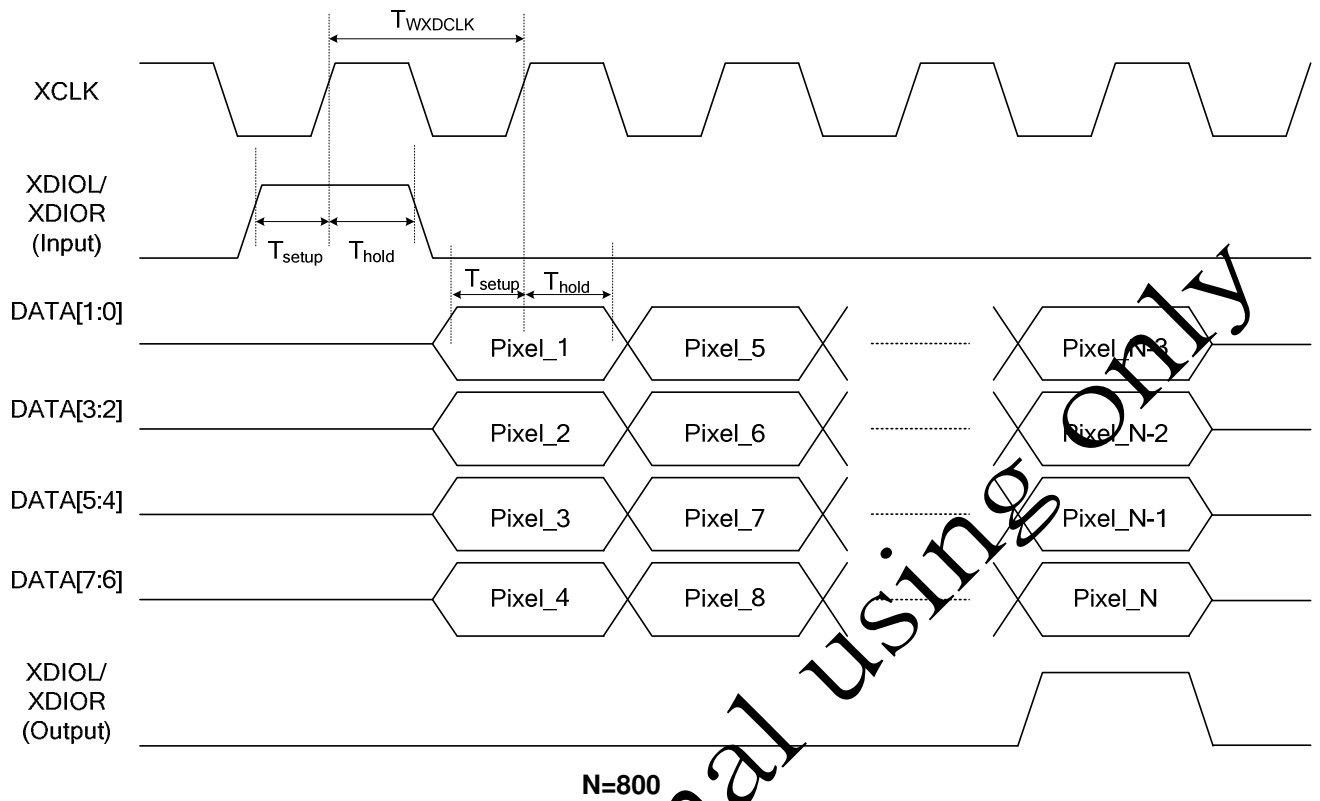 TWXDCLK
XCLK
XDIOL/
XDIOR
(Input)
Tsetup
Thold
Tsetup
Thold
DATA[1:0]
Pixel_1
Pixel_5
Pixel_N-3
DATA[3:2]
Pixel_2
Pixel_6
Pixel_N-2
DATA[5:4]
Pixel_3
Pixel_7
Pixel_N-1
DATA[7:6]
Pixel_4
Pixel_8
Pixel_N
XDIOL/
XDIOR
(Output)
N=800
using Only